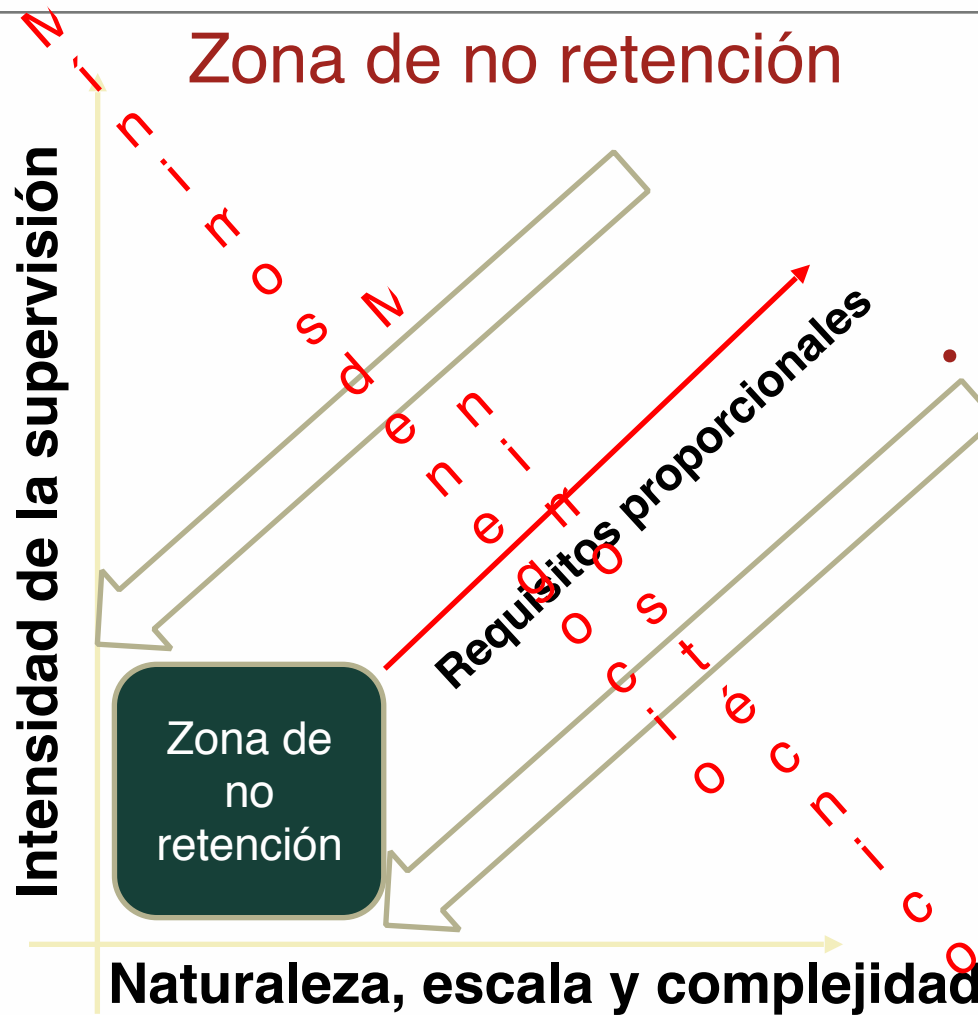 Zona de no retención
Intensidad de la supervisión
Mínimos de negocio
Mínimos técnico
Requisitos proporcionales
Zona de
no
retención
Naturaleza, escala y complejidad